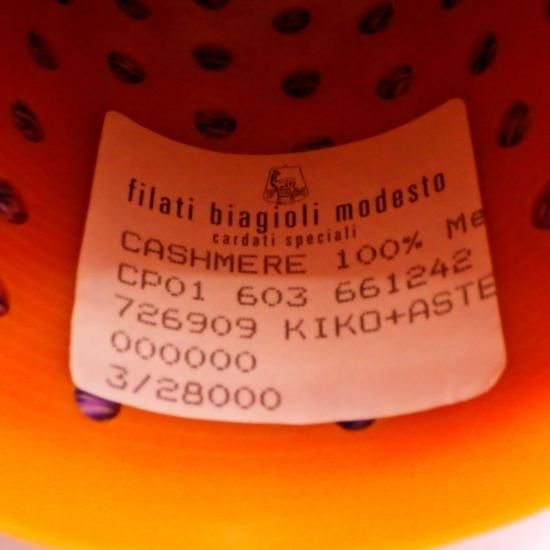 filati biagioli modesto
cardati speciali
CASHMERE 100% Me
CP01 603 661242
726909 KIKO+ASTE
000000
3/28000